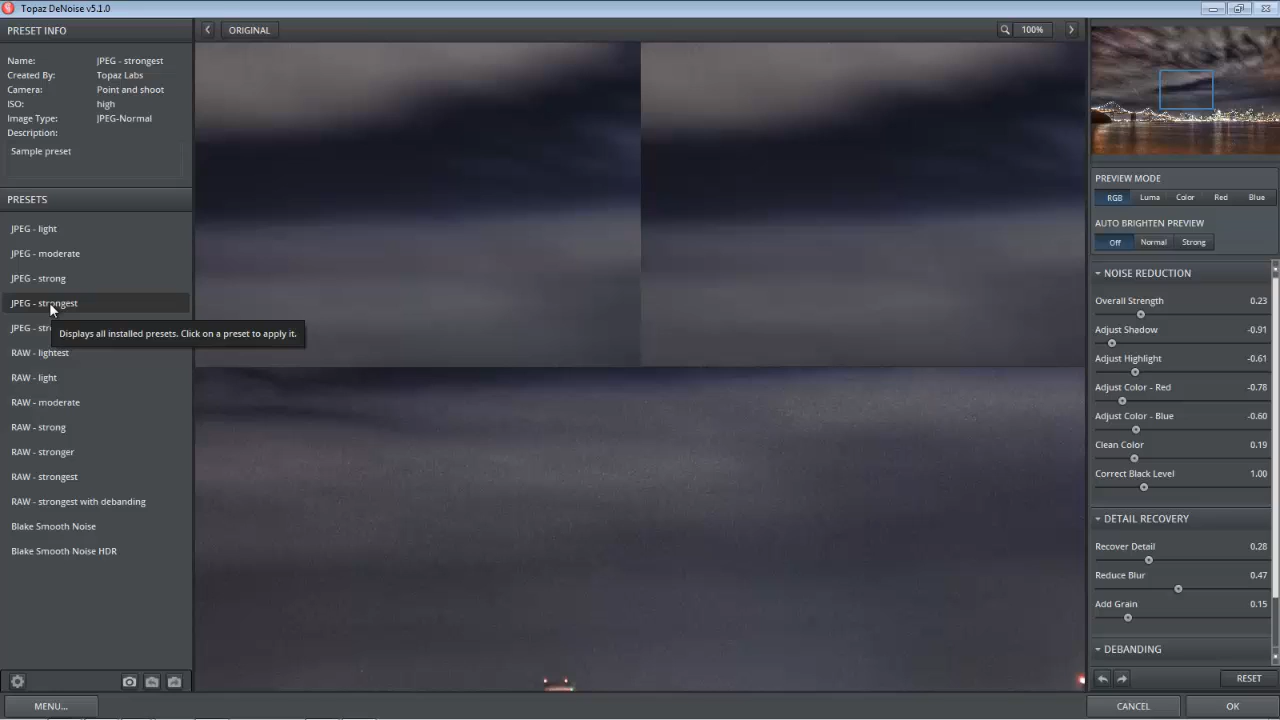 Topaz DeNoise v5.1.0
PRESET INFO
Name: JPEG - strongest
Created By: Topaz Labs
Camera: Point and shoot
ISO: high
Image Type: JPEG-Normal
Description:
Sample preset
PRESETS
JPEG - light
JPEG - moderate
JPEG - strong
JPEG - strongest
JPEG - stro
Displays all installed presets. Click on a preset to apply it.
RAW - lightest
RAW - light
RAW - moderate
RAW - strong
RAW - stronger
RAW - strongest
RAW - strongest with debanding
Blake Smooth Noise
Blake Smooth Noise HDR
MENU...
ORIGINAL
100%
PREVIEW MODE
RGB Luma Color Red Blue
AUTO BRIGHTEN PREVIEW
Off Normal Strong
NOISE REDUCTION
Overall Strength 0.23
Adjust Shadow -0.91
Adjust Highlight -0.61
Adjust Color - Red -0.78
Adjust Color - Blue -0.60
Clean Color 0.19
Correct Black Level 1.00
DETAIL RECOVERY
Recover Detail 0.28
Reduce Blur 0.47
Add Grain 0.15
DEBANDING
RESET
CANCEL OK